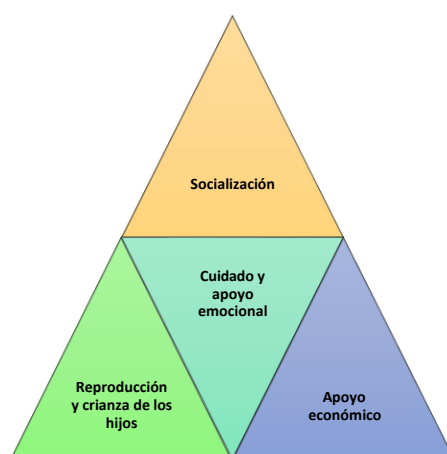 Socialización
Cuidado y
apoyo
emocional
Reproducción
y crianza de los
hijos
Apoyo
económico